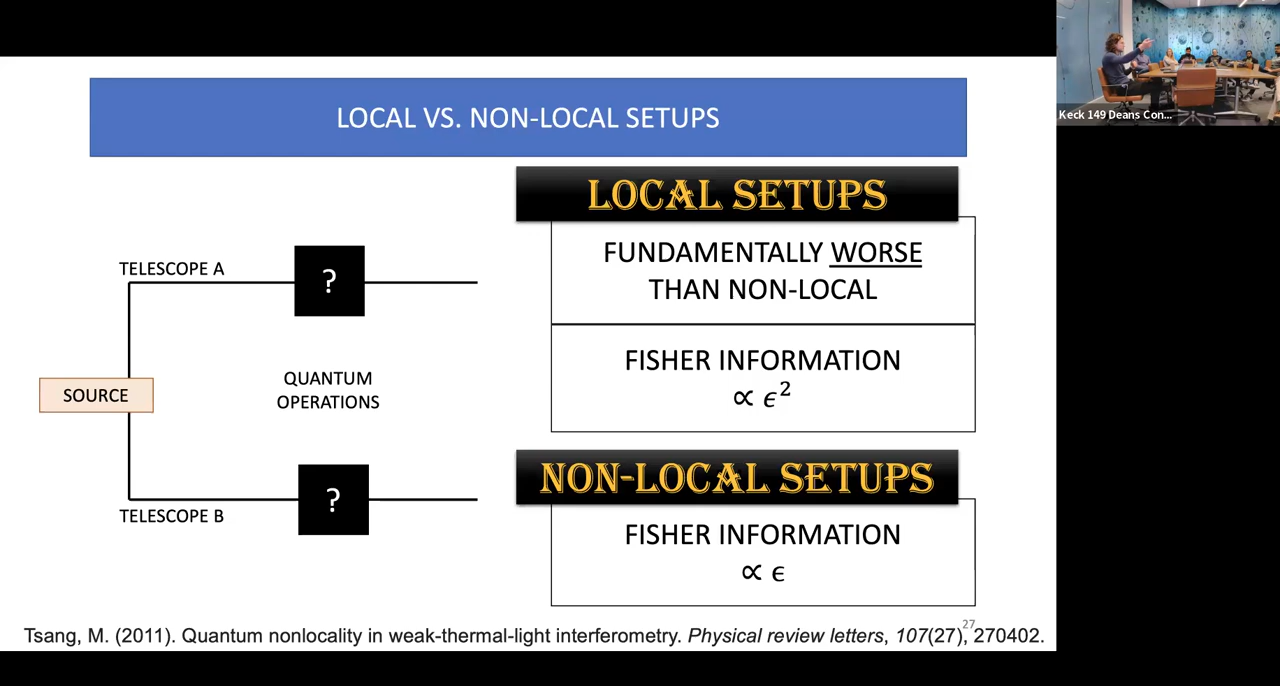 Keck 149 Deans Con...
LOCAL VS. NON-LOCAL SETUPS
LOCAL SETUPS
FUNDAMENTALLY WORSE
THAN NON-LOCAL
FISHER INFORMATION
∝ ϵ²
NON-LOCAL SETUPS
FISHER INFORMATION
∝ ϵ
TELESCOPE A
?
SOURCE
QUANTUM
OPERATIONS
?
TELESCOPE B
27
Tsang, M. (2011). Quantum nonlocality in weak-thermal-light interferometry. Physical review letters, 107(27), 270402.